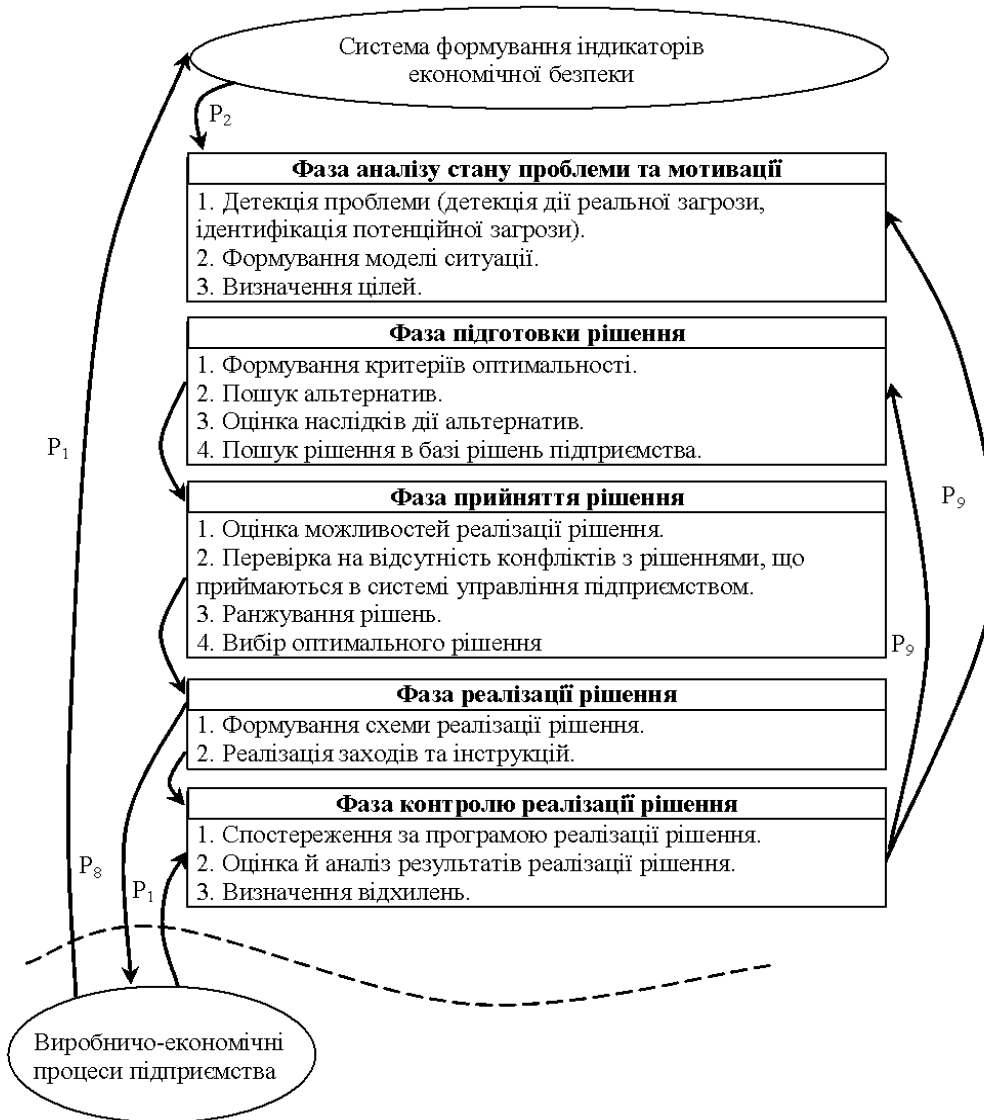 Система формування індикаторів
економічної безпеки
P₂
Фаза аналізу стану проблеми та мотивації
1. Детекція проблеми (детекція дії реальної загрози,
ідентифікація потенційної загрози).
2. Формування моделі ситуації.
3. Визначення цілей.
Фаза підготовки рішення
1. Формування критеріїв оптимальності.
2. Пошук альтернатив.
3. Оцінка наслідків дії альтернатив.
4. Пошук рішення в базі рішень підприємства.
P₁
P₉
Фаза прийняття рішення
1. Оцінка можливостей реалізації рішення.
2. Перевірка на відсутність конфліктів з рішеннями, що
приймаються в системі управління підприємством.
3. Ранжування рішень.
4. Вибір оптимального рішення
P₉
Фаза реалізації рішення
1. Формування схеми реалізації рішення.
2. Реалізація заходів та інструкцій.
Фаза контролю реалізації рішення
1. Спостереження за програмою реалізації рішення.
2. Оцінка й аналіз результатів реалізації рішення.
3. Визначення відхилень.
P₈
P₁
Виробничо-економічні
процеси підприємства